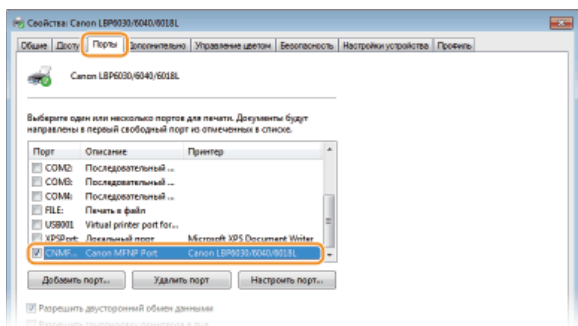 Свойства: Canon LBP6030/6040/6018L
Общие Досту Порты Дополнительно Управление цветом Безопасность Настройки устройства Профиль
Canon LBP6030/6040/6018L
Выберите один или несколько портов для печати. Документы будут
направлены в первый свободный порт из отмеченных в списке.
Порт Описание Принтер
COM2: Последовательный ...
COM3: Последовательный ...
COM4: Последовательный ...
FILE: Печать в файл
USB001 Virtual printer port for...
XPSPort: Локальный порт Microsoft XPS Document Writer
CNMF... Canon MFNP Port Canon LBP6030/6040/6018L
Добавить порт... Удалить порт Настроить порт...
Разрешить двусторонний обмен данными